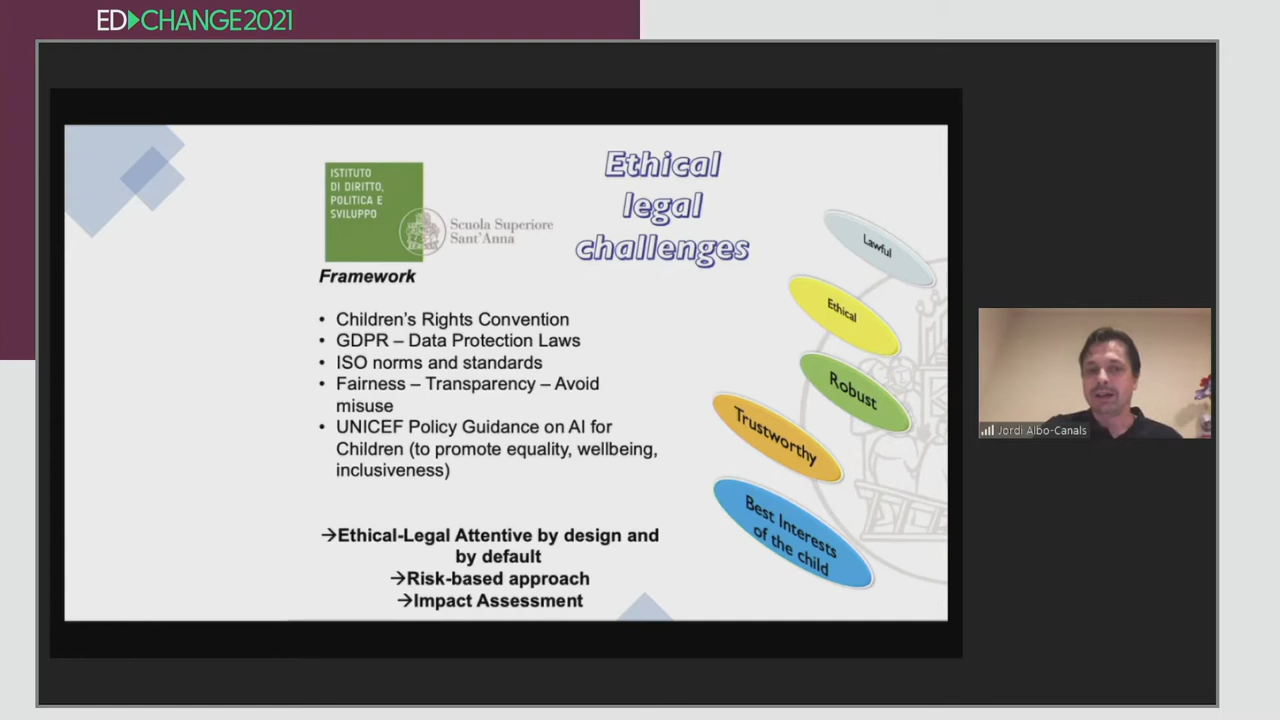 ED CHANGE2021
ISTITUTO
DI DIRITTO,
POLITICA E
SVILUPPO
Scuola Superiore
Sant'Anna
Ethical
legal
challenges
Framework
• Children's Rights Convention
• GDPR – Data Protection Laws
• ISO norms and standards
• Fairness – Transparency – Avoid
misuse
• UNICEF Policy Guidance on AI for
Children (to promote equality, wellbeing,
inclusiveness)
→Ethical-Legal Attentive by design and
by default
→Risk-based approach
→Impact Assessment
Lawful
Ethical
Robust
Trustworthy
Best Interests
of the child
Jordi Albo-Canals